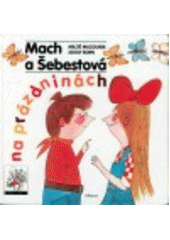 Mach
a Šebestová
MILOŠ MACOUREK
ADOLF BORN
na prázdninách